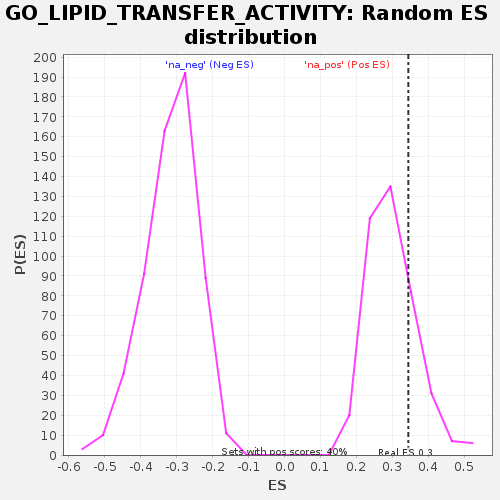 GO_LIPID_TRANSFER_ACTIVITY: Random ES
distribution
'na_neg' (Neg ES)
'na_pos' (Pos ES)
200
190
180
170
160
150
140
130
120
110
100
90
80
70
60
50
40
30
20
10
0
P(ES)
Sets with pos scores: 40%
Real ES 0.3
-0.6 -0.5 -0.4 -0.3 -0.2 -0.1 0.0 0.1 0.2 0.3 0.4 0.5
ES